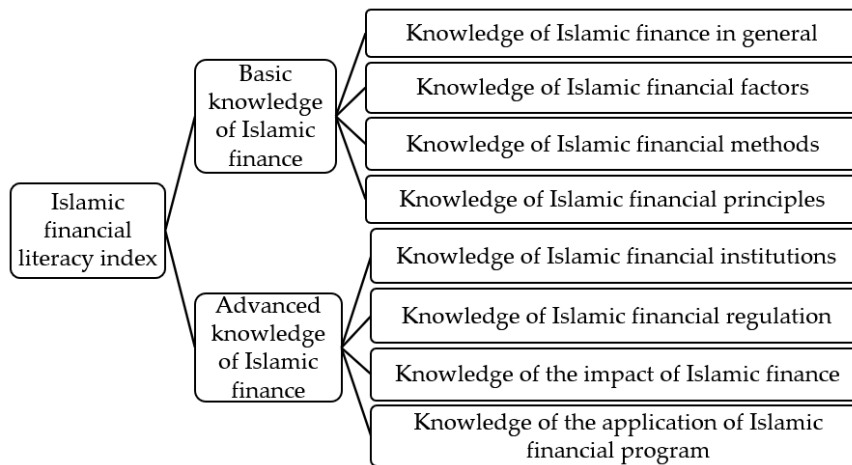 Islamic
financial
literacy index
Basic
knowledge
of Islamic
finance
Knowledge of Islamic finance in general
Knowledge of Islamic financial factors
Knowledge of Islamic financial methods
Knowledge of Islamic financial principles
Advanced
knowledge
of Islamic
finance
Knowledge of Islamic financial institutions
Knowledge of Islamic financial regulation
Knowledge of the impact of Islamic finance
Knowledge of the application of Islamic
financial program